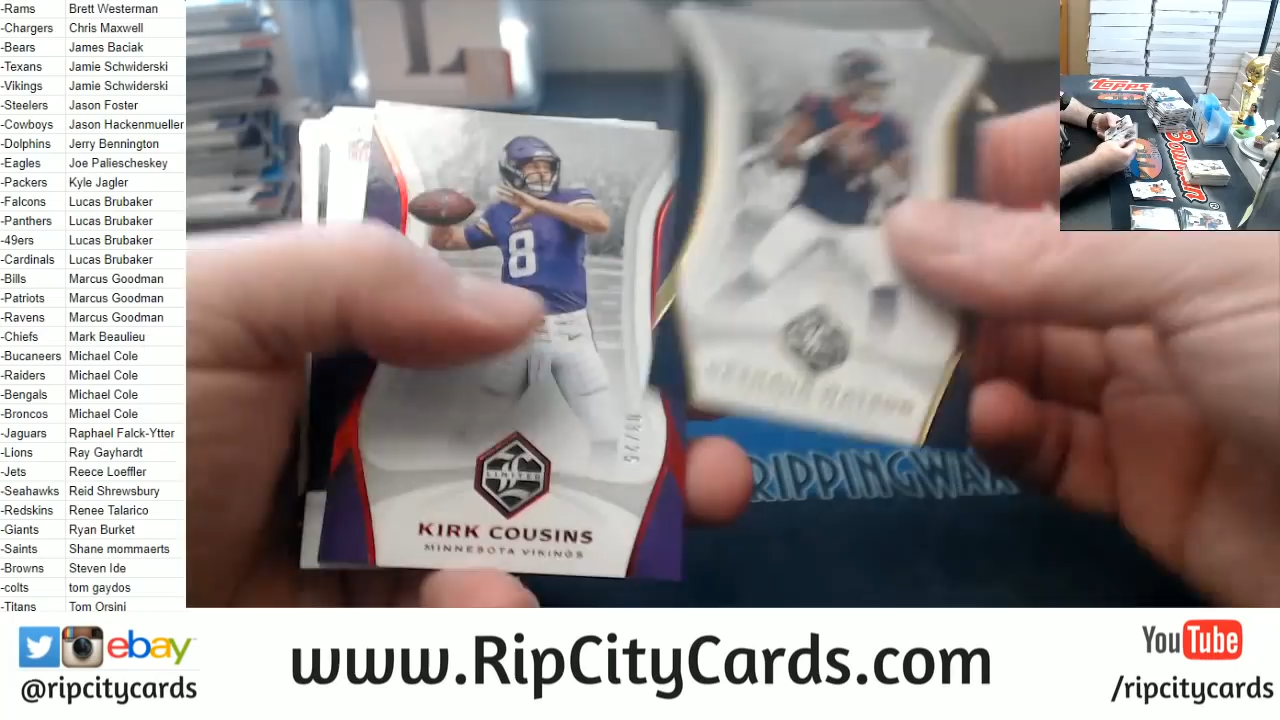 -Rams Brett Westerman
-Chargers Chris Maxwell
-Bears James Baciak
-Texans Jamie Schwiderski
-Vikings Jamie Schwiderski
-Steelers Jason Foster
-Cowboys Jason Hackenmueller
-Dolphins Jerry Bennington
-Eagles Joe Paliescheskey
-Packers Kyle Jagler
-Falcons Lucas Brubaker
-Panthers Lucas Brubaker
-49ers Lucas Brubaker
-Cardinals Lucas Brubaker
-Bills Marcus Goodman
-Patriots Marcus Goodman
-Ravens Marcus Goodman
-Chiefs Mark Beaulieu
-Bucaneers Michael Cole
-Raiders Michael Cole
-Bengals Michael Cole
-Broncos Michael Cole
-Jaguars Raphael Falck-Ytter
-Lions Ray Gayhardt
-Jets Reece Loeffler
-Seahawks Reid Shrewsbury
-Redskins Renee Talarico
-Giants Ryan Burket
-Saints Shane mommaerts
-Browns Steven Ide
-colts tom gaydos
-Titans Tom Orsini
8
LIMITED
KIRK COUSINS
MINNESOTA VIKINGS
RIPPINGWAX
TOPPS
BOWMAN
ebay
@ripcitycards
www.RipCityCards.com
YouTube
/ripcitycards